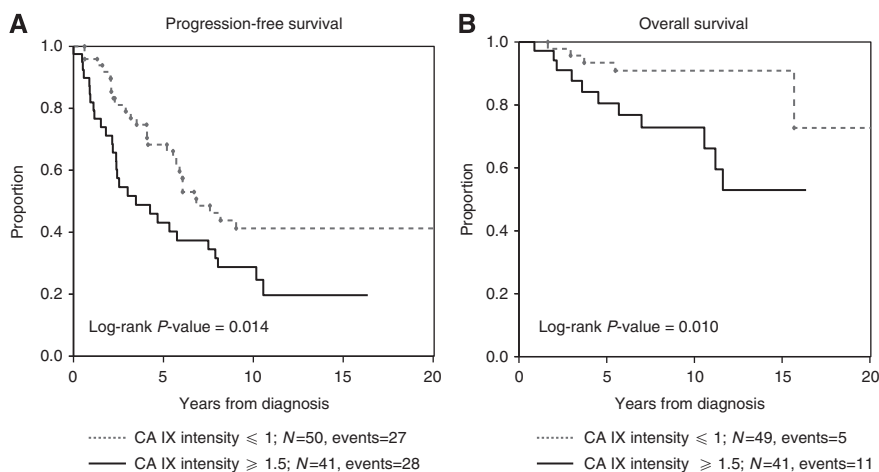 A
Progression-free survival
1.0
0.8
0.6
0.4
0.2
0.0
Proportion
Log-rank P-value = 0.014
0 5 10 15 20
Years from diagnosis
CA IX intensity ⩽ 1; N=50, events=27
CA IX intensity ⩾ 1.5; N=41, events=28
B
Overall survival
1.0
0.8
0.6
0.4
0.2
0.0
Proportion
Log-rank P-value = 0.010
0 5 10 15 20
Years from diagnosis
CA IX intensity ⩽ 1; N=49, events=5
CA IX intensity ⩾ 1.5; N=41, events=11